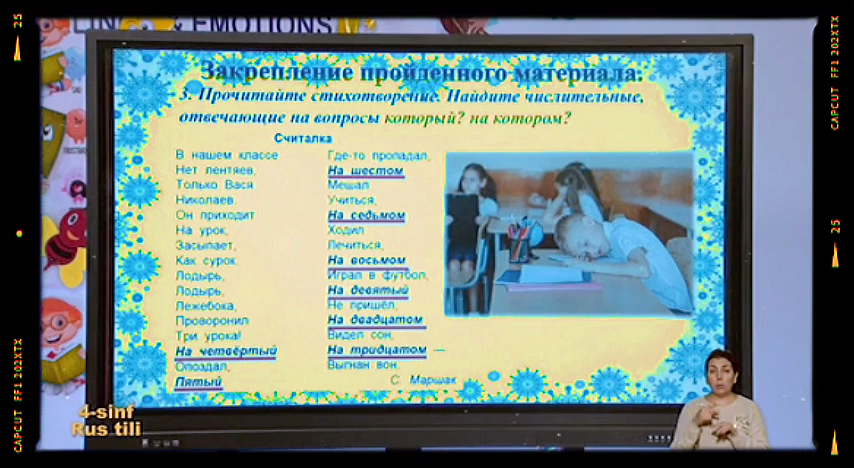 EMOTIONS
Закрепление пройденного материала.
3. Прочитайте стихотворение. Найдите числительные,
отвечающие на вопросы который? на котором?
Считалка
В нашем классе
Нет лентяев,
Только Вася
Николаев.
Он приходит
На урок,
Засыпает,
Как сурок.
Лодырь,
Лодырь,
Лежебока,
Проворонил
Три урока!
На четвёртый
Опоздал,
Пятый
Где-то пропадал,
На шестом
Мешал
Учиться,
На седьмом
Ходил
Лечиться,
На восьмом
Играл в футбол,
На девятый
Не пришёл,
На двадцатом
Видел сон,
На тридцатом —
Выгнан вон.
С. Маршак
4-sinf
Rus tili
25
CAPCUT FF1 202XTX
CAPCUT FF1 202XTX
25